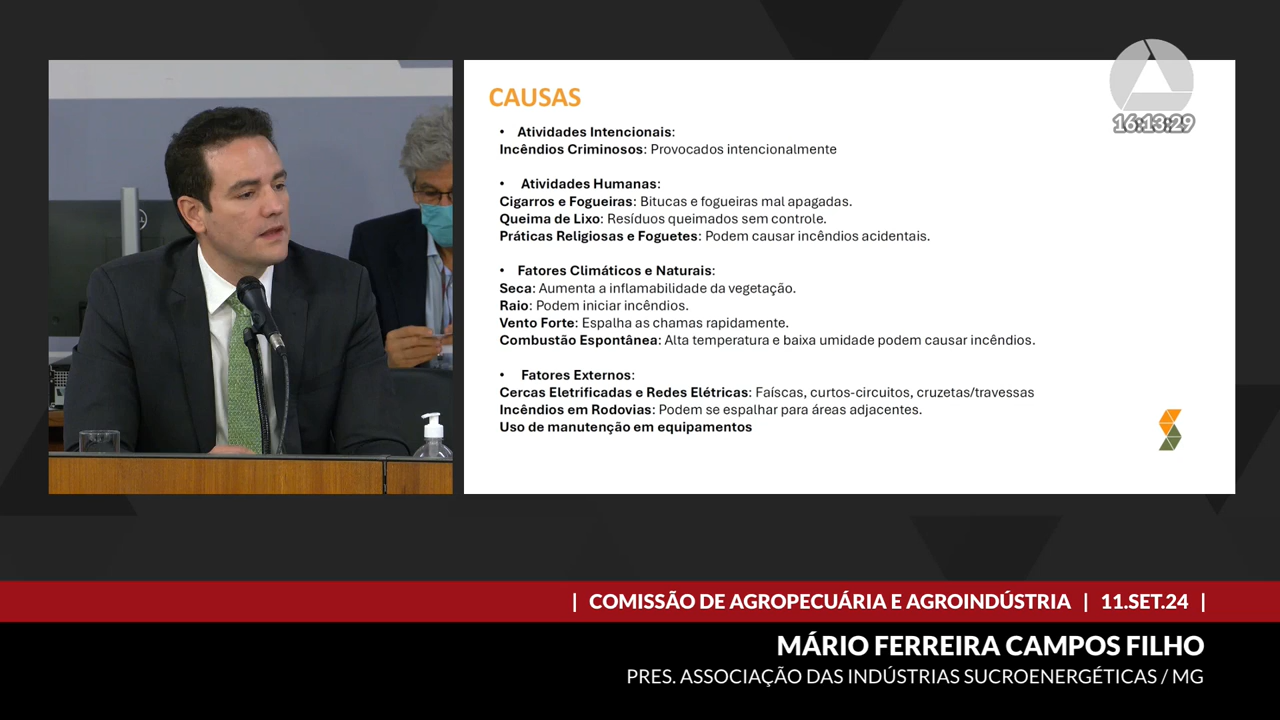 CAUSAS
16:13:29
• Atividades Intencionais:
Incêndios Criminosos: Provocados intencionalmente
• Atividades Humanas:
Cigarros e Fogueiras: Bitucas e fogueiras mal apagadas.
Queima de Lixo: Resíduos queimados sem controle.
Práticas Religiosas e Foguetes: Podem causar incêndios acidentais.
• Fatores Climáticos e Naturais:
Seca: Aumenta a inflamabilidade da vegetação.
Raio: Podem iniciar incêndios.
Vento Forte: Espalha as chamas rapidamente.
Combustão Espontânea: Alta temperatura e baixa umidade podem causar incêndios.
• Fatores Externos:
Cercas Eletrificadas e Redes Elétricas: Faíscas, curtos-circuitos, cruzetas/travessas
Incêndios em Rodovias: Podem se espalhar para áreas adjacentes.
Uso de manutenção em equipamentos
| COMISSÃO DE AGROPECUÁRIA E AGROINDÚSTRIA | 11.SET.24 |
MÁRIO FERREIRA CAMPOS FILHO
PRES. ASSOCIAÇÃO DAS INDÚSTRIAS SUCROENERGÉTICAS / MG